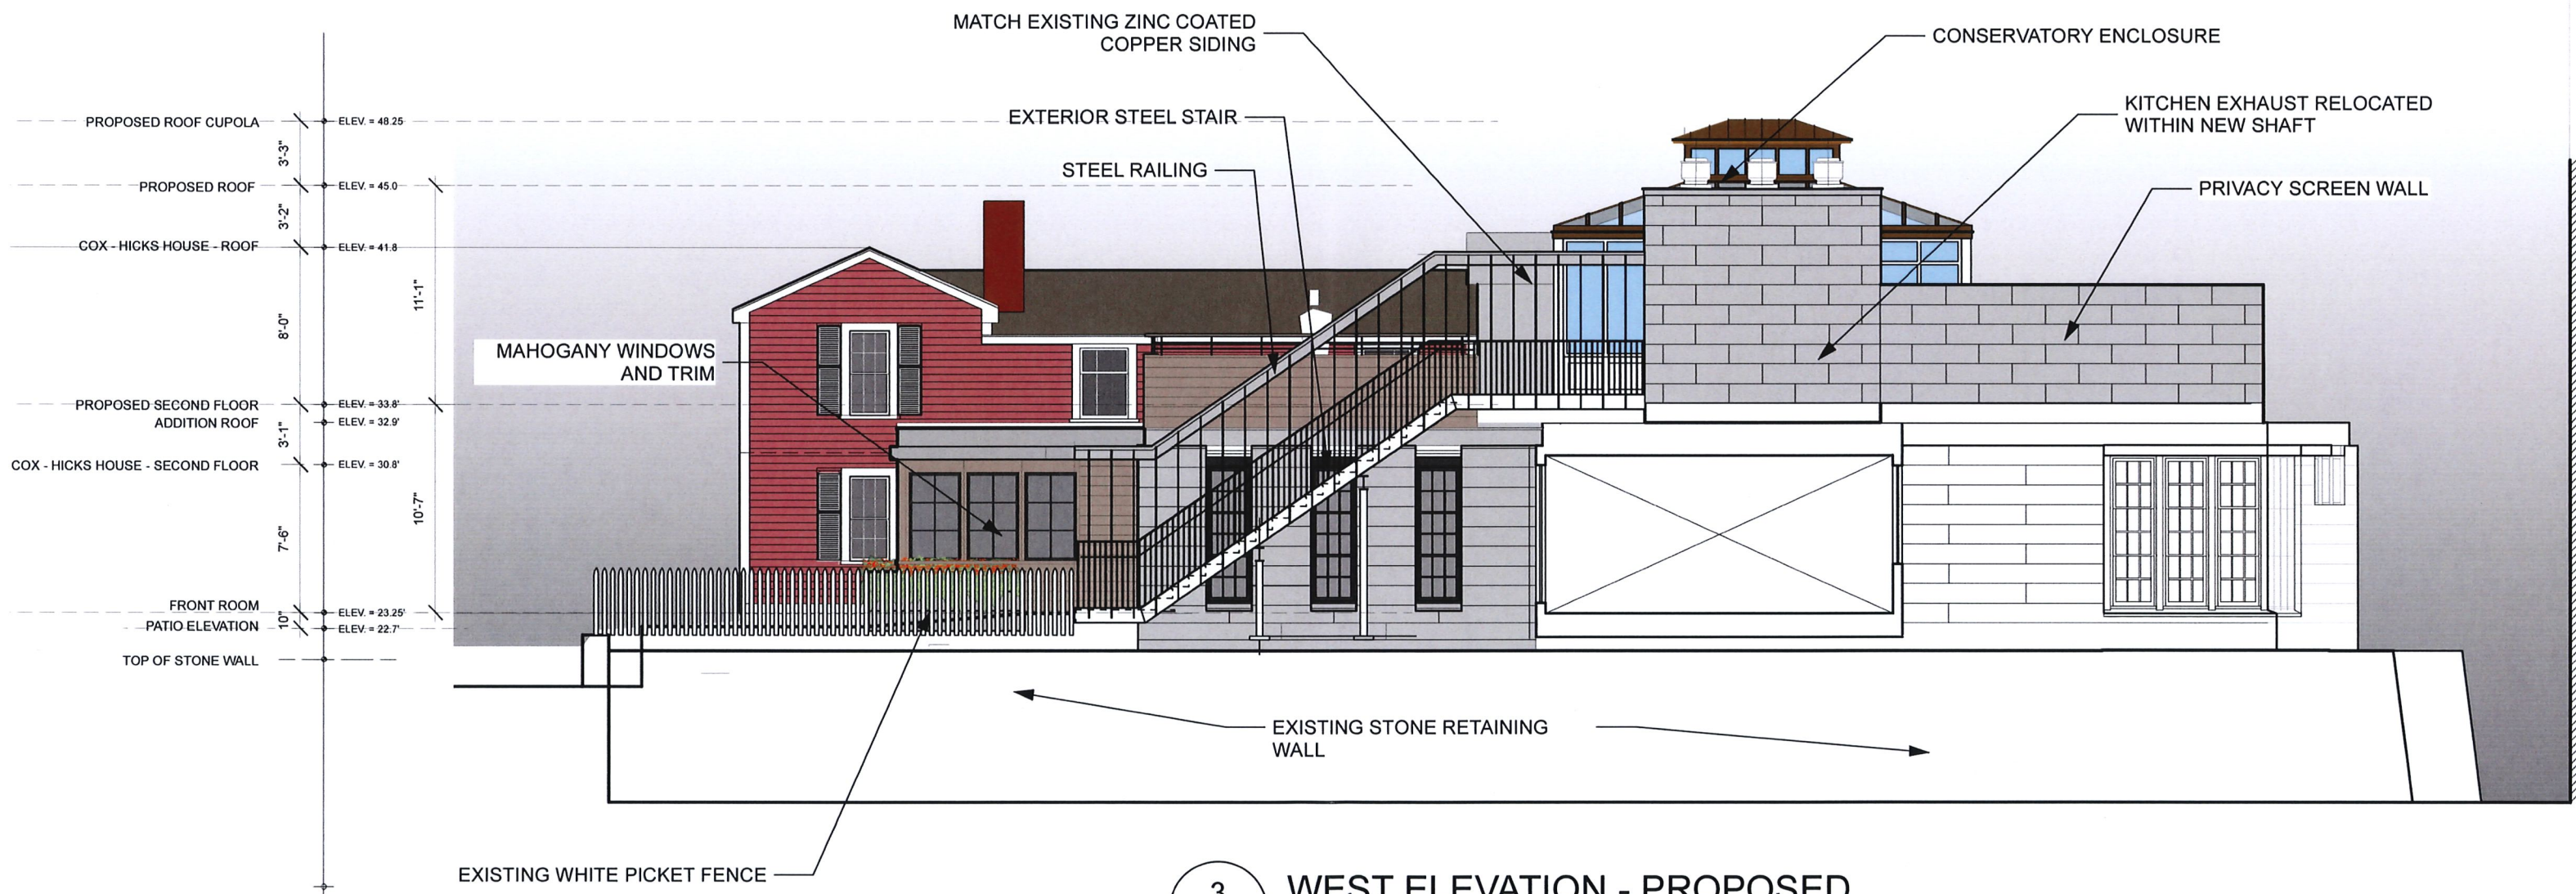 MATCH EXISTING ZINC COATED
COPPER SIDING
CONSERVATORY ENCLOSURE
EXTERIOR STEEL STAIR
KITCHEN EXHAUST RELOCATED
WITHIN NEW SHAFT
STEEL RAILING
PRIVACY SCREEN WALL
PROPOSED ROOF CUPOLA
ELEV. = 48.25
3'-3"
PROPOSED ROOF
ELEV. = 45.0
3'-2"
COX - HICKS HOUSE - ROOF
ELEV. = 41.8
11'-1"
8'-0"
MAHOGANY WINDOWS
AND TRIM
PROPOSED SECOND FLOOR
ELEV. = 33.8'
ADDITION ROOF
ELEV. = 32.9'
3'-1"
COX - HICKS HOUSE - SECOND FLOOR
ELEV. = 30.8'
10'-7"
7'-6"
FRONT ROOM
ELEV. = 23.25'
10"
PATIO ELEVATION
ELEV. = 22.7'
TOP OF STONE WALL
EXISTING STONE RETAINING
WALL
EXISTING WHITE PICKET FENCE
3
WEST ELEVATION - PROPOSED